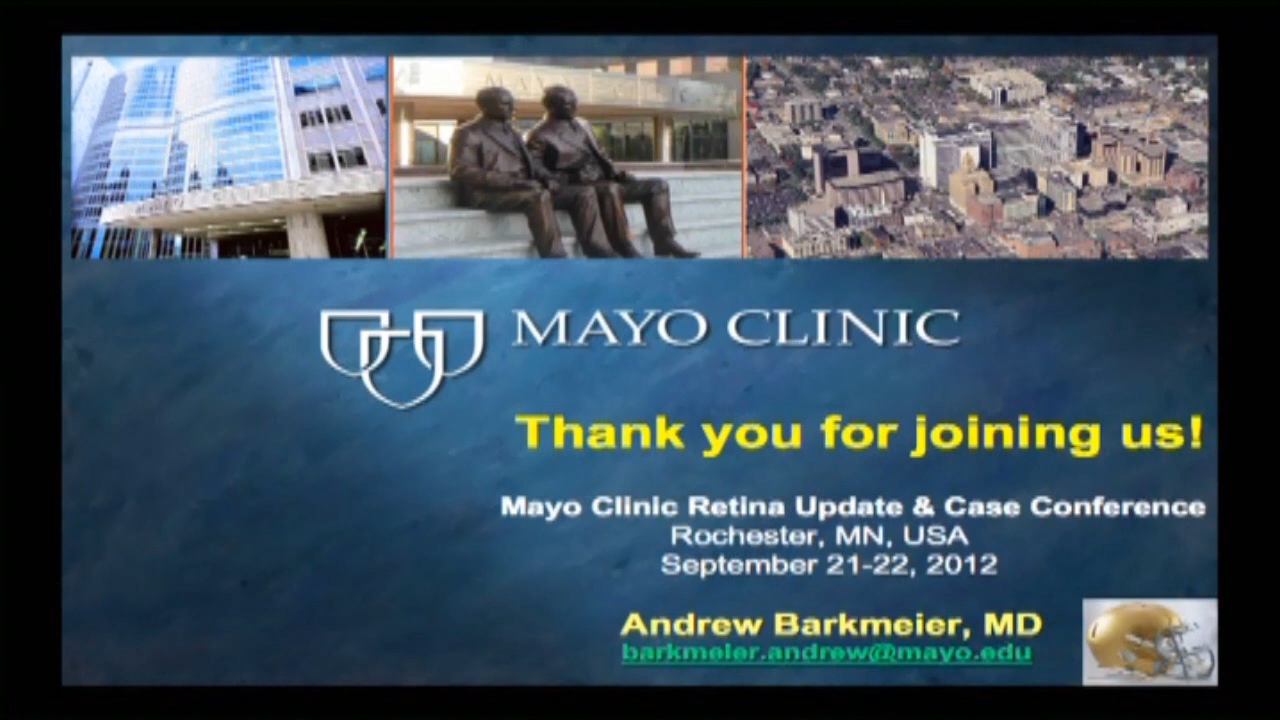 MAYO CLINIC
Thank you for joining us!
Mayo Clinic Retina Update & Case Conference
Rochester, MN, USA
September 21-22, 2012
Andrew Barkmeier, MD
barkmeier.andrew@mayo.edu